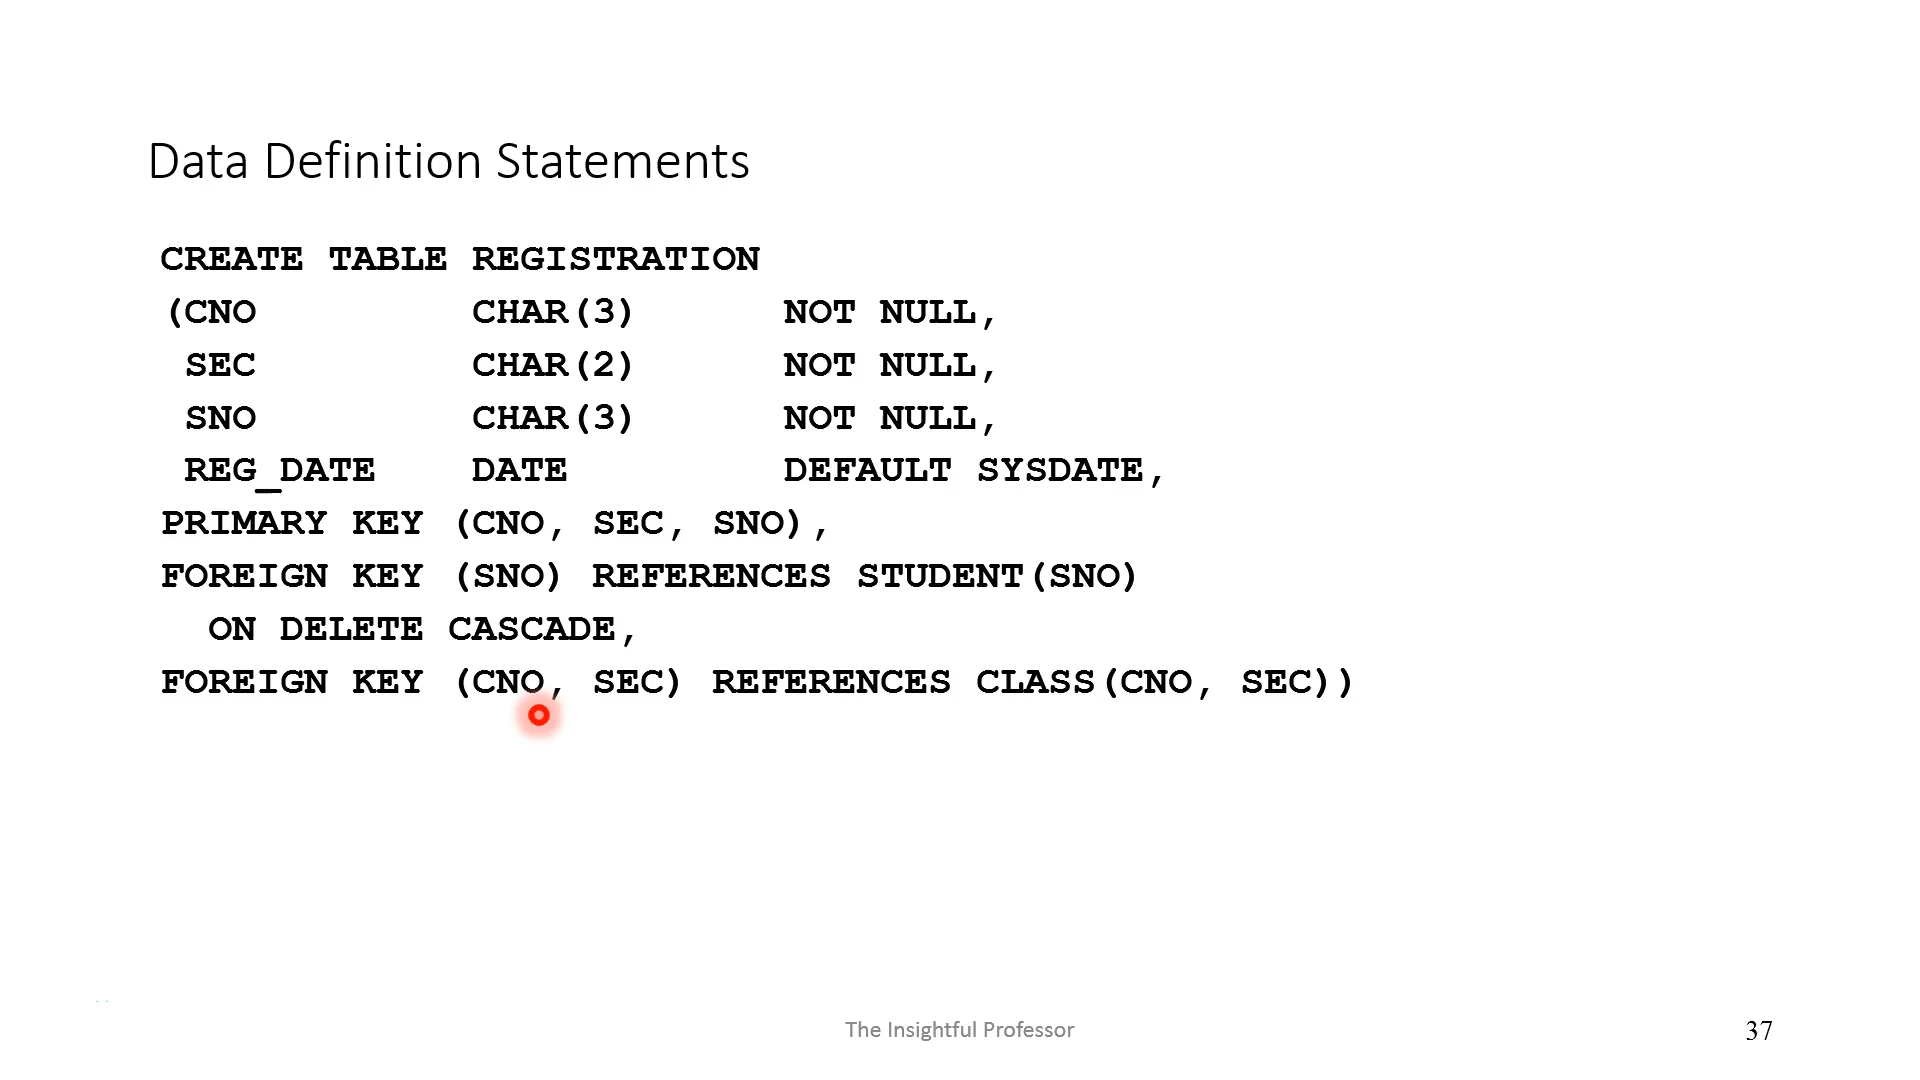 Data Definition Statements
CREATE TABLE REGISTRATION
(CNO CHAR(3) NOT NULL,
SEC CHAR(2) NOT NULL,
SNO CHAR(3) NOT NULL,
REG_DATE DATE DEFAULT SYSDATE,
PRIMARY KEY (CNO, SEC, SNO),
FOREIGN KEY (SNO) REFERENCES STUDENT(SNO)
ON DELETE CASCADE,
FOREIGN KEY (CNO, SEC) REFERENCES CLASS(CNO, SEC))
The Insightful Professor
37